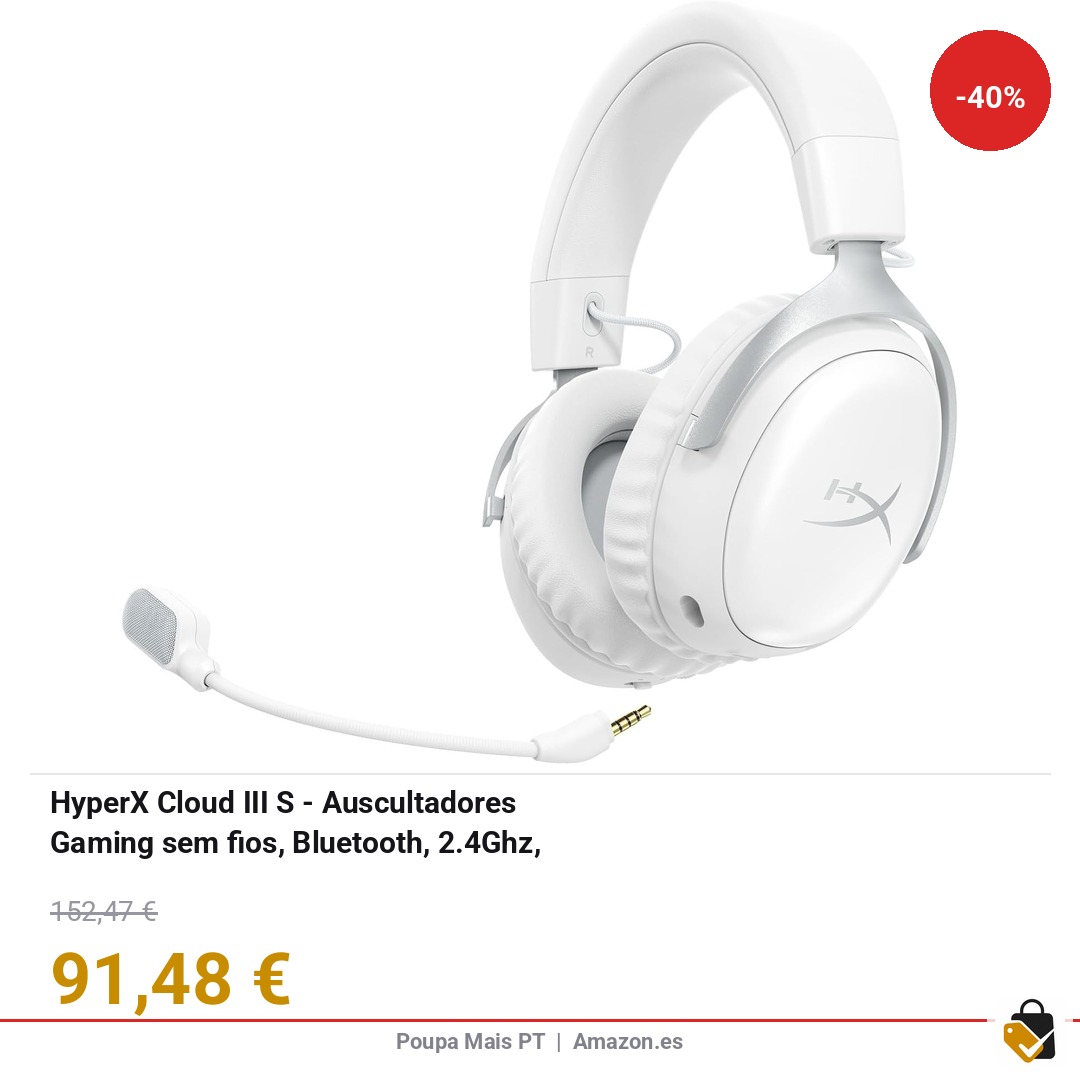 -40%
R
HX
HyperX Cloud III S - Auscultadores
Gaming sem fios, Bluetooth, 2.4Ghz,
152,47 €
91,48 €
Poupa Mais PT | Amazon.es